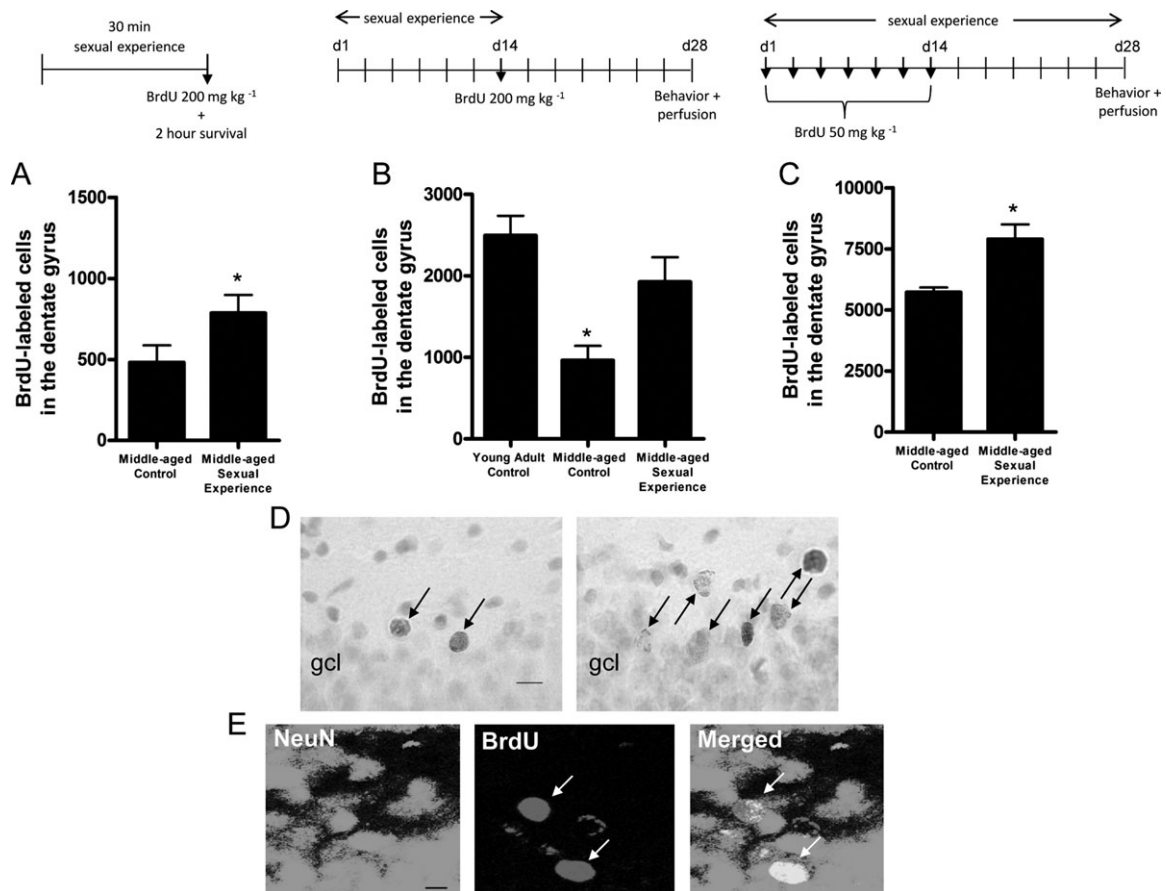 30 min
sexual experience
BrdU 200 mg kg⁻¹
+
2 hour survival
sexual experience
d1
d14
d28
BrdU 200 mg kg⁻¹
Behavior +
perfusion
sexual experience
d1
d14
d28
BrdU 50 mg kg⁻¹
Behavior +
perfusion
A
BrdU-labeled cells
in the dentate gyrus
1500
1000
500
0
*
Middle-aged
Control
Middle-aged
Sexual
Experience
B
BrdU-labeled cells
in the dentate gyrus
3000
2000
1000
0
*
Young Adult
Control
Middle-aged
Control
Middle-aged
Sexual
Experience
C
BrdU-labeled cells
in the dentate gyrus
10000
7500
5000
2500
0
*
Middle-aged
Control
Middle-aged
Sexual
Experience
D
gcl
gcl
E
NeuN
BrdU
Merged